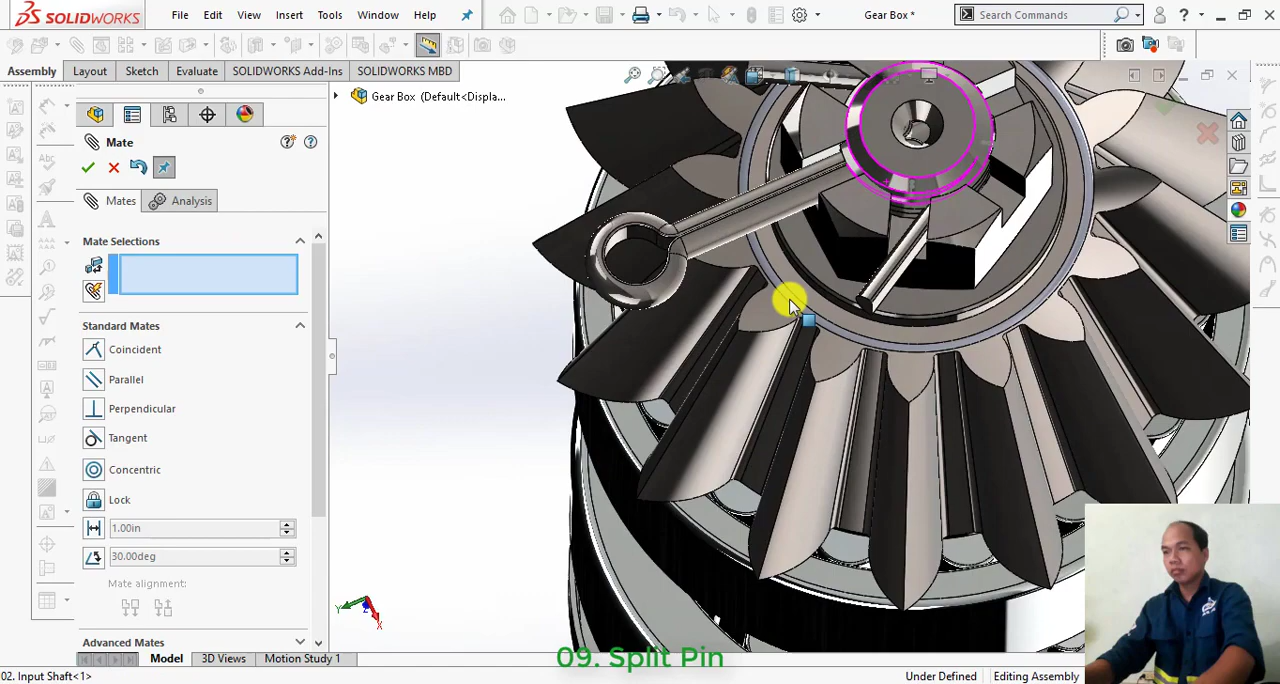 SOLIDWORKS
File
Edit
View
Insert
Tools
Window
Help
Gear Box *
Search Commands
Assembly
Layout
Sketch
Evaluate
SOLIDWORKS Add-Ins
SOLIDWORKS MBD
Gear Box (Default<Displa...
Mate
Mates
Analysis
Mate Selections
Standard Mates
Coincident
Parallel
Perpendicular
Tangent
Concentric
Lock
1.00in
30.00deg
Mate alignment:
Advanced Mates
Model
3D Views
Motion Study 1
09. Split Pin
02. Input Shaft<1>
Under Defined
Editing Assembly